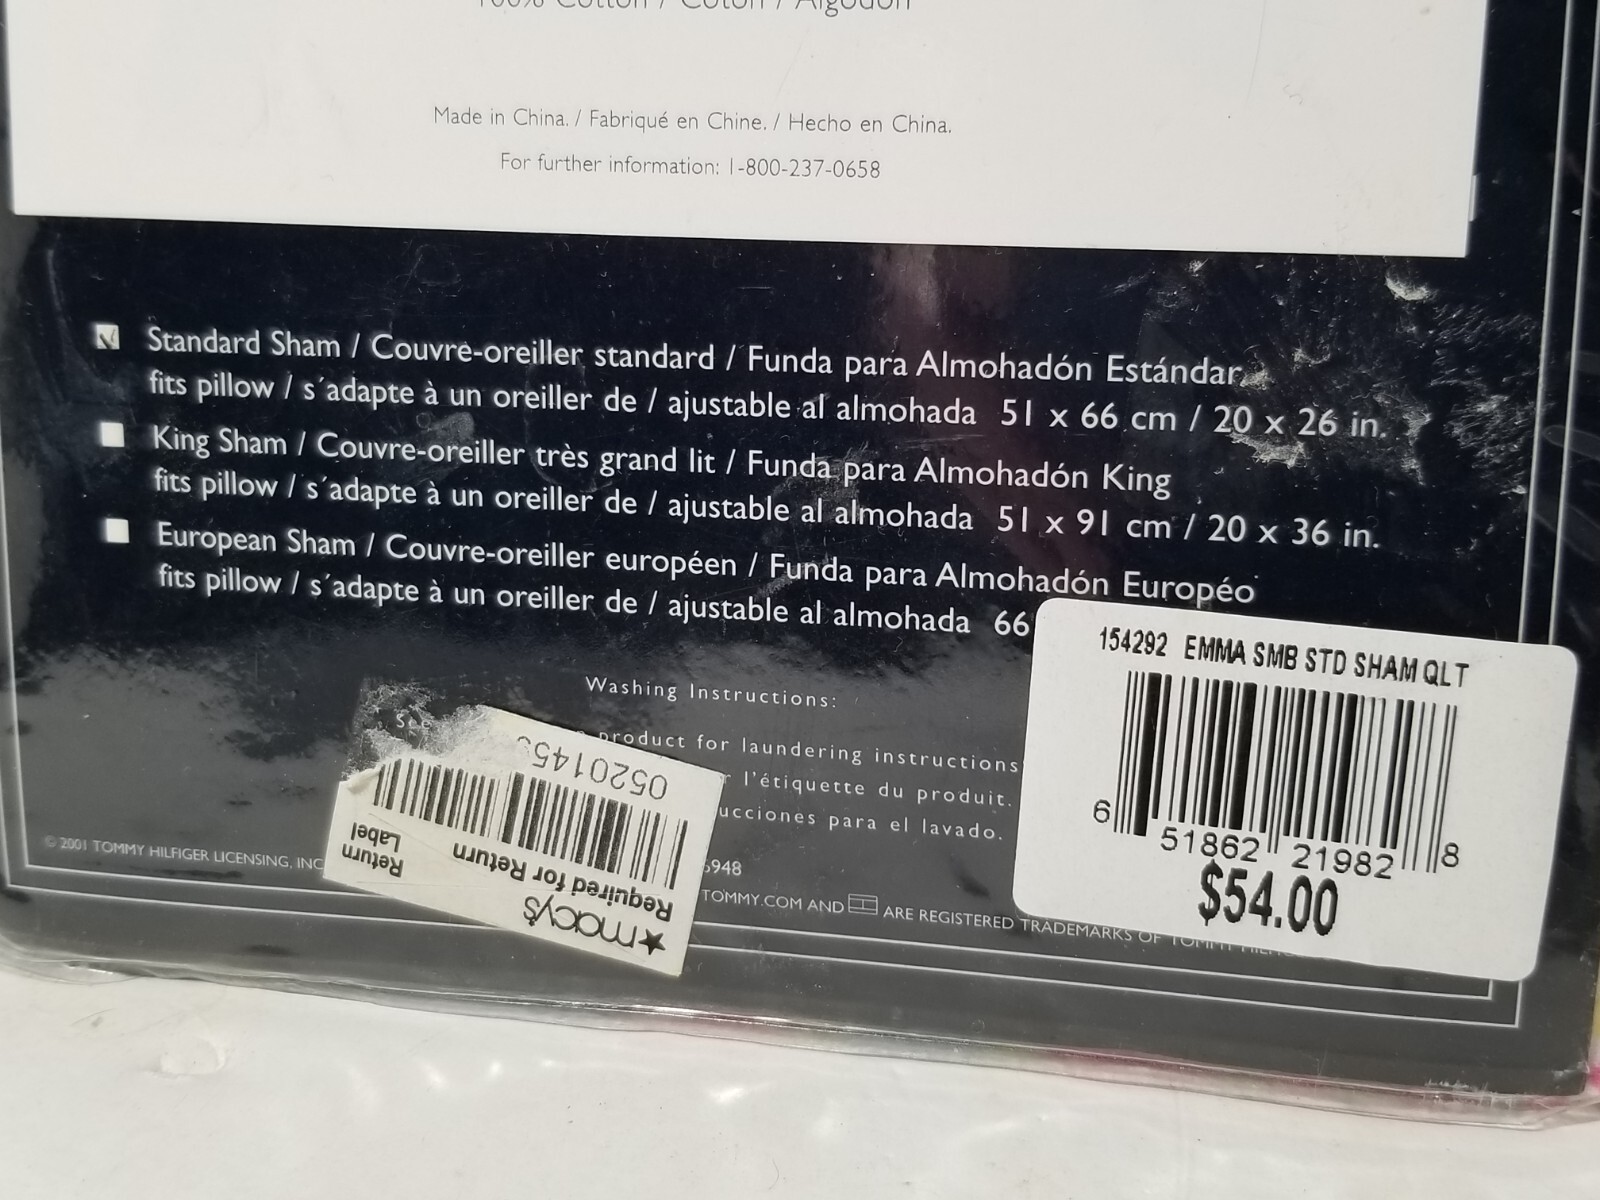 100% Cotton / Coton / Algodón
Made in China. / Fabriqué en Chine. / Hecho en China.
For further information: 1-800-237-0658
Standard Sham / Couvre-oreiller standard / Funda para Almohadón Estándar
fits pillow / s´adapte à un oreiller de / ajustable al almohada 51 x 66 cm / 20 x 26 in.
King Sham / Couvre-oreiller très grand lit / Funda para Almohadón King
fits pillow / s´adapte à un oreiller de / ajustable al almohada 51 x 91 cm / 20 x 36 in.
European Sham / Couvre-oreiller européen / Funda para Almohadón Européo
fits pillow / s´adapte à un oreiller de / ajustable al almohada 66
Washing Instructions:
product for laundering instructions
l'étiquette du produit.
ucciones para el lavado.
948
© 2001 TOMMY HILFIGER LICENSING, INC
TOMMY.COM AND ARE REGISTERED TRADEMARKS OF
154292 EMMA SMB STD SHAM QLT
6 51862 21982 8
$54.00
macy's
Required for Return
Return
Label
0520145